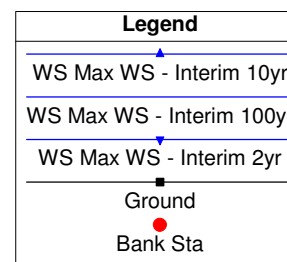 Legend
WS Max WS - Interim 10yr
WS Max WS - Interim 100y
WS Max WS - Interim 2yr
Ground
Bank Sta